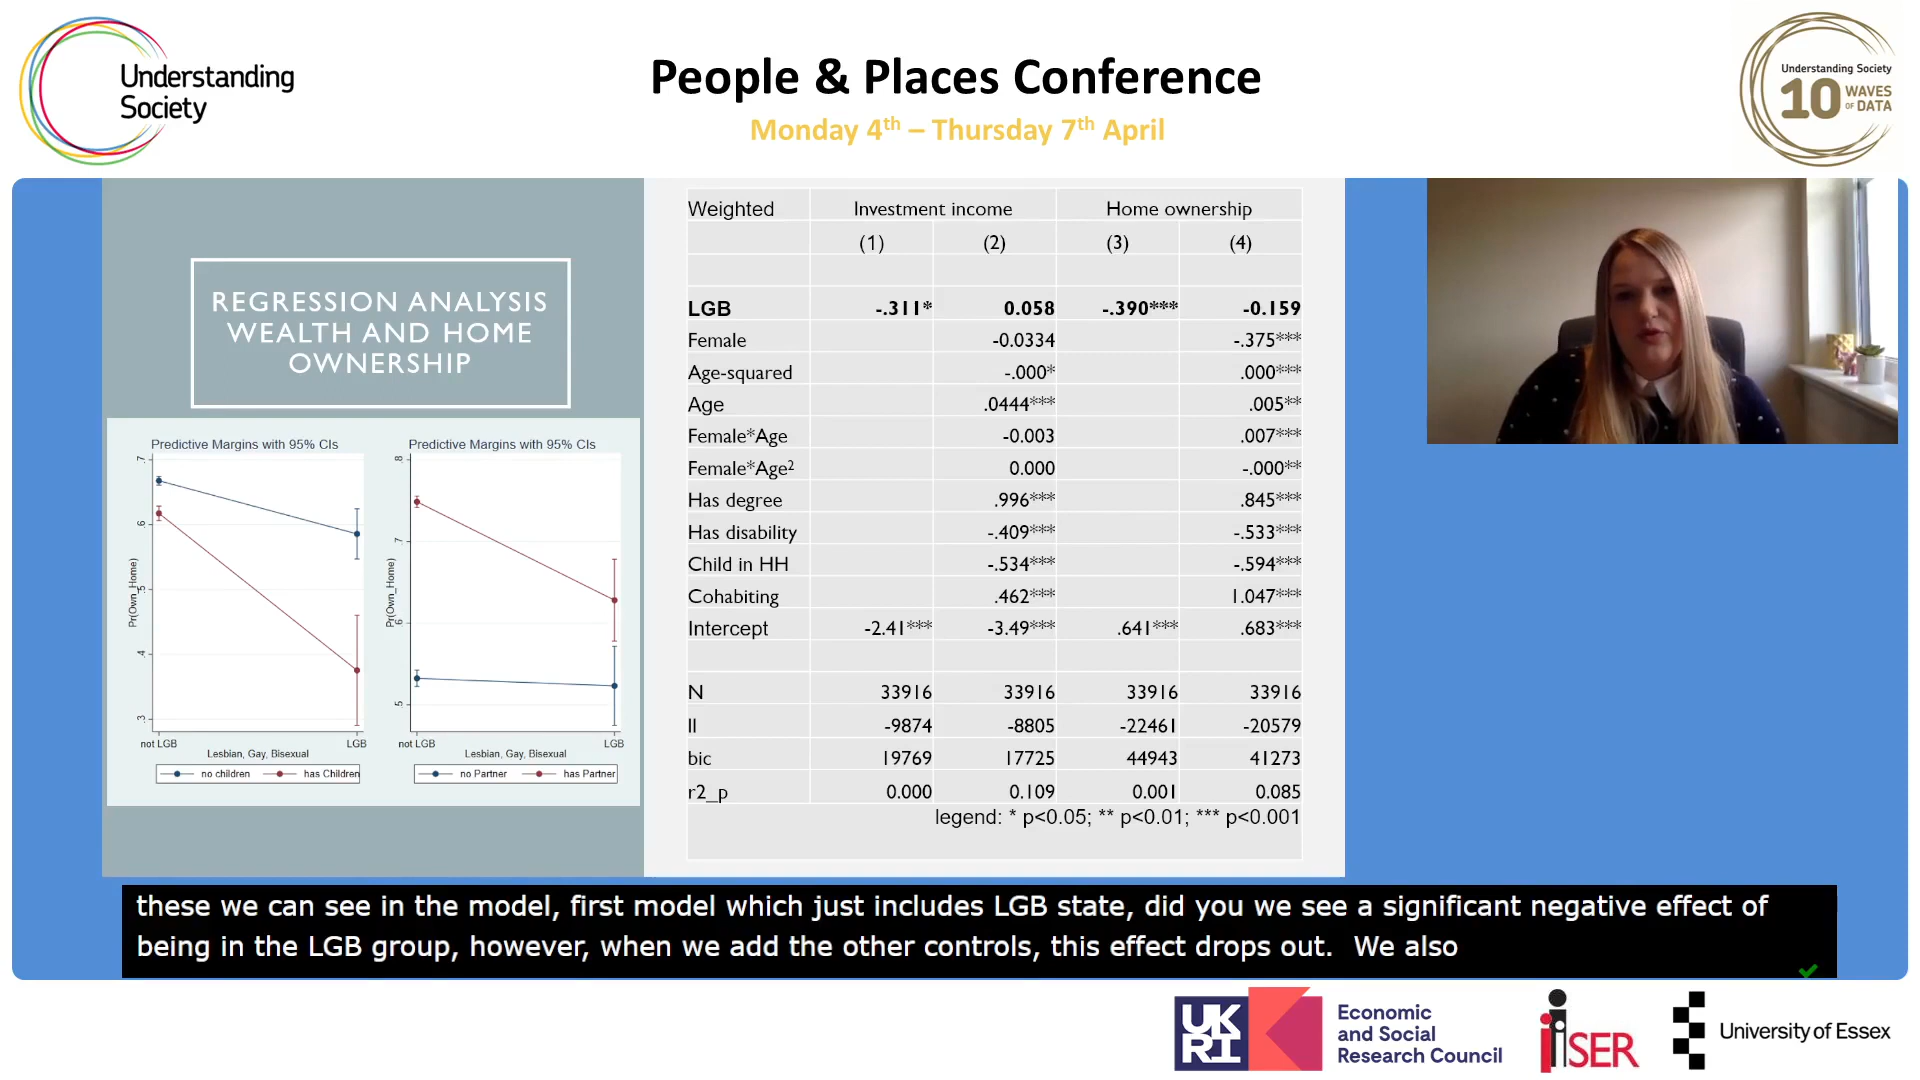 Understanding
Society
People & Places Conference
Monday 4th – Thursday 7th April
Understanding Society
10 WAVES
OF DATA
REGRESSION ANALYSIS
WEALTH AND HOME
OWNERSHIP
Predictive Margins with 95% CIs
Pr(Own_Home)
.7
.6
.5
.4
.3
not LGB LGB
Lesbian, Gay, Bisexual
no children has Children
Predictive Margins with 95% CIs
Pr(Own_Home)
.8
.7
.6
.5
not LGB LGB
Lesbian, Gay, Bisexual
no Partner has Partner
Weighted Investment income Home ownership
(1) (2) (3) (4)
LGB -.311* 0.058 -.390*** -0.159
Female -0.0334 -.375***
Age-squared -.000* .000***
Age .0444*** .005**
Female*Age -0.003 .007***
Female*Age2 0.000 -.000**
Has degree .996*** .845***
Has disability -.409*** -.533***
Child in HH -.534*** -.594***
Cohabiting .462*** 1.047***
Intercept -2.41*** -3.49*** .641*** .683***
N 33916 33916 33916 33916
ll -9874 -8805 -22461 -20579
bic 19769 17725 44943 41273
r2_p 0.000 0.109 0.001 0.085
legend: * p<0.05; ** p<0.01; *** p<0.001
these we can see in the model, first model which just includes LGB state, did you we see a significant negative effect of
being in the LGB group, however, when we add the other controls, this effect drops out. We also
UK
RI
Economic
and Social
Research Council
iSER
University of Essex